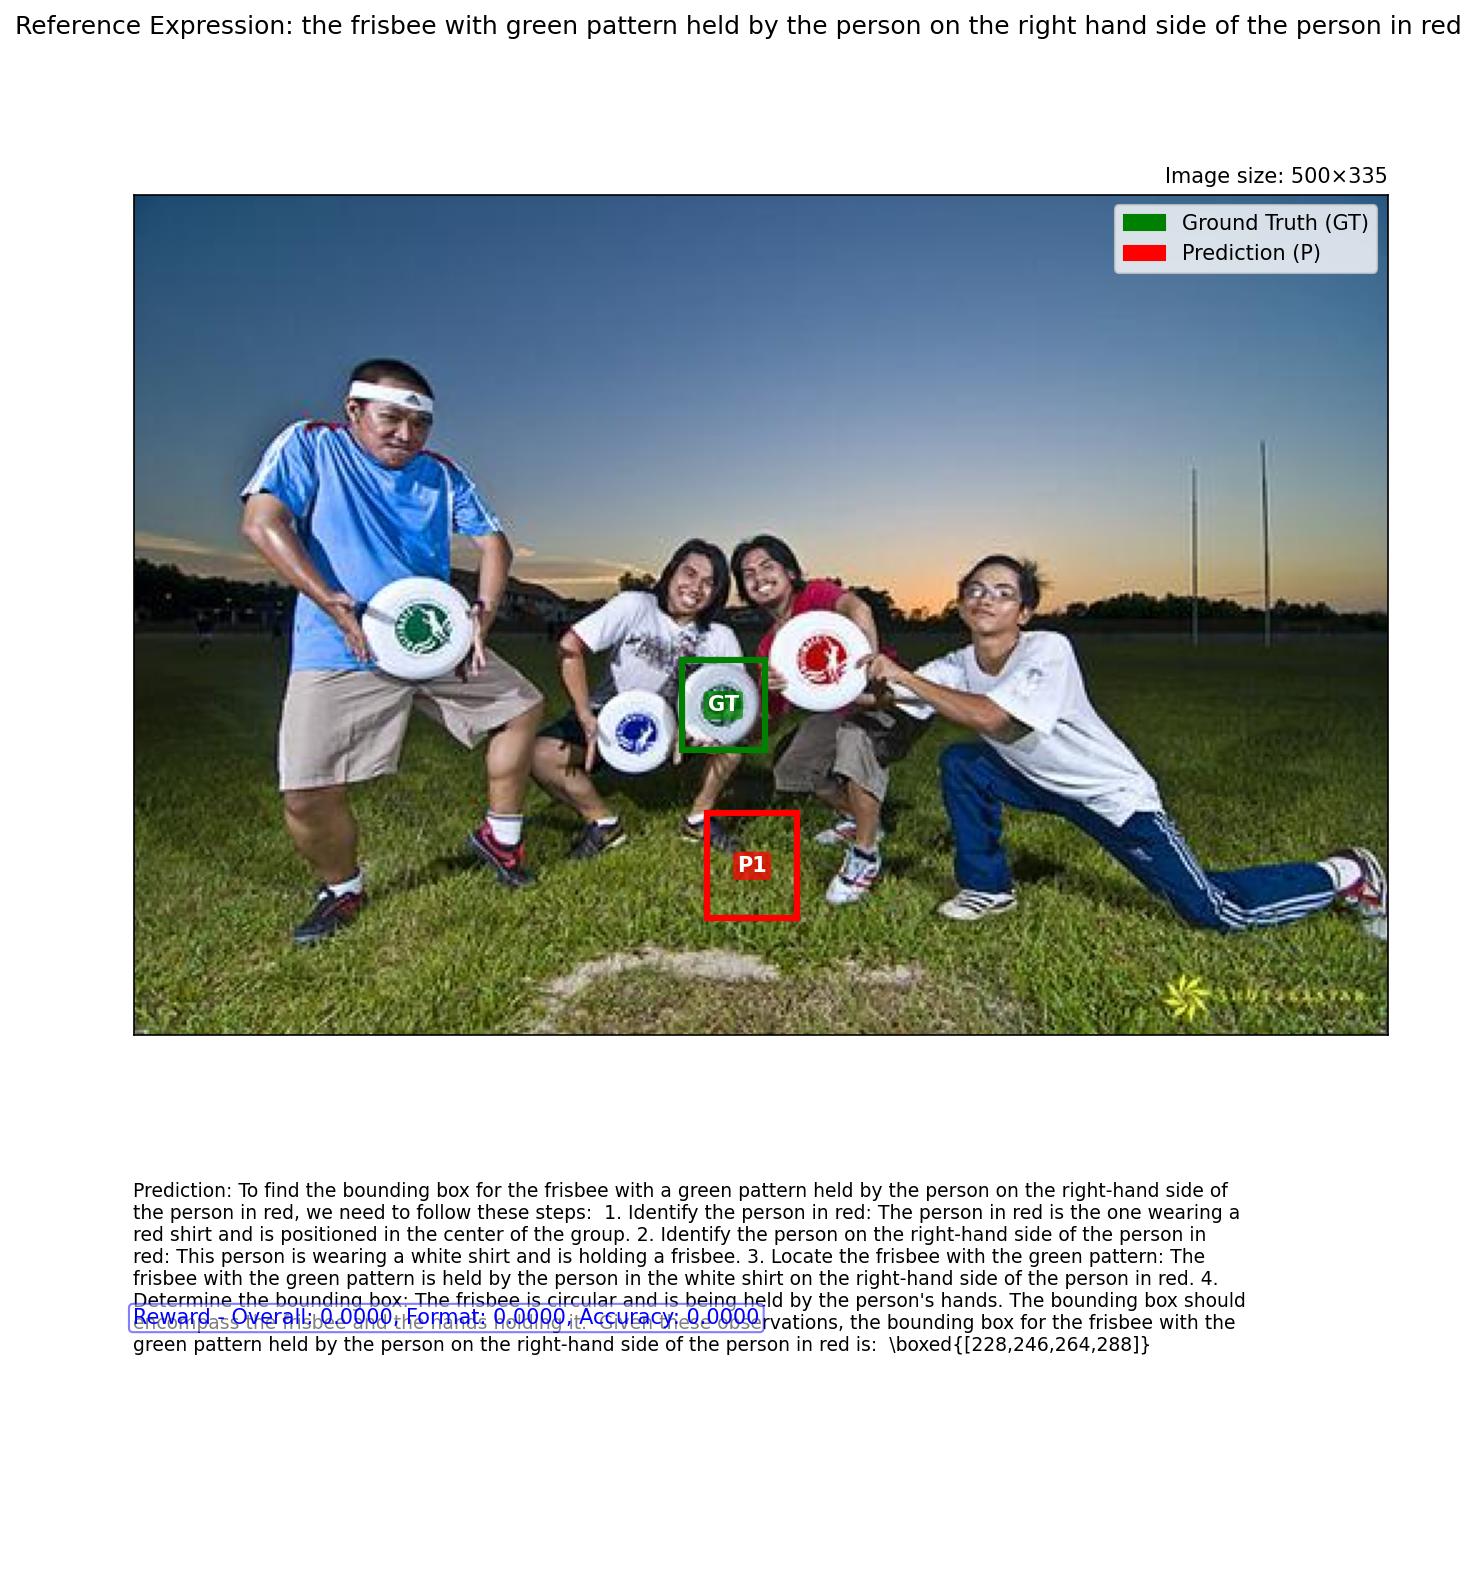 Reference Expression: the frisbee with green pattern held by the person on the right hand side of the person in red
Image size: 500×335
Ground Truth (GT)
Prediction (P)
GT
P1
Prediction: To find the bounding box for the frisbee with a green pattern held by the person on the right-hand side of
the person in red, we need to follow these steps:  1. Identify the person in red: The person in red is the one wearing a
red shirt and is positioned in the center of the group. 2. Identify the person on the right-hand side of the person in
red: This person is wearing a white shirt and is holding a frisbee. 3. Locate the frisbee with the green pattern: The
frisbee with the green pattern is held by the person in the white shirt on the right-hand side of the person in red. 4.
Determine the bounding box: The frisbee is circular and is being held by the person's hands. The bounding box should
Reward - Overall: 0.0000, Format: 0.0000, Accuracy: 0.0000
encompass the frisbee and the hands holding it.  Given these observations, the bounding box for the frisbee with the
green pattern held by the person on the right-hand side of the person in red is:  \boxed{[228,246,264,288]}